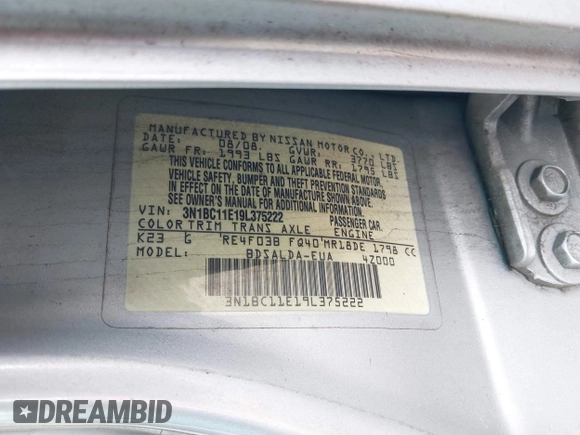 MANUFACTURED BY NISSAN MOTOR CO., LTD.
DATE: 08/08. GVWR: 3770 LBS
GAWR FR: 1993 LBS GAWR RR: 1795 LBS
THIS VEHICLE CONFORMS TO ALL APPLICABLE FEDERAL MOTOR
VEHICLE SAFETY, BUMPER AND THEFT PREVENTION STANDARDS
IN EFFECT ON THE DATE OF MANUFACTURE SHOWN ABOVE.
SEE OWNER'S MANUAL FOR ADDITIONAL INFORMATION.
VIN: 3N1BC11E19L375222 PASSENGER CAR.
COLOR TRIM TRANS AXLE ENGINE
K23 G RE4F03B FQ40 MR18DE 1798 CC
MODEL: BDSALDA-EUA 4Z000
3N1BC11E19L375222
DREAMBID